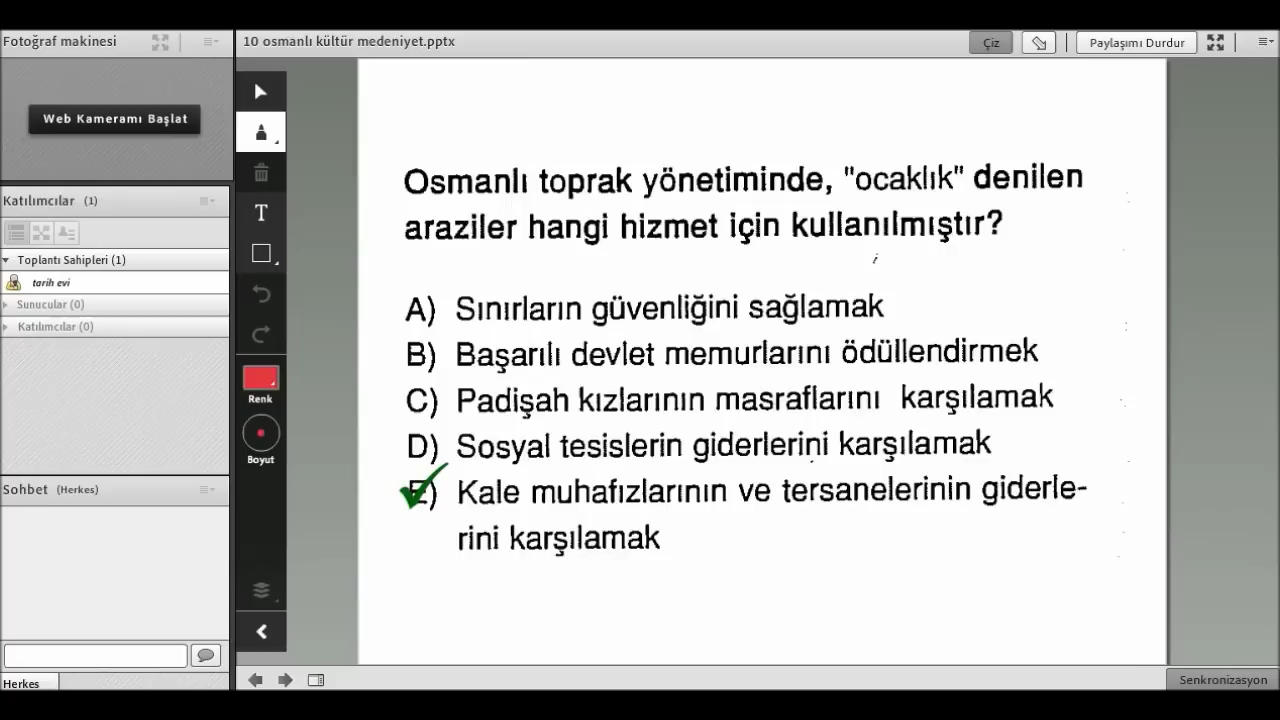 Fotoğraf makinesi
10 osmanlı kültür medeniyet.pptx
Çiz
Paylaşımı Durdur
Web Kameramı Başlat
Katılımcılar (1)
Toplantı Sahipleri (1)
tarih evi
Sunucular (0)
Katılımcılar (0)
T
Renk
Boyut
Sohbet (Herkes)
Herkes
Osmanlı toprak yönetiminde, "ocaklık" denilen
araziler hangi hizmet için kullanılmıştır?
A) Sınırların güvenliğini sağlamak
B) Başarılı devlet memurlarını ödüllendirmek
C) Padişah kızlarının masraflarını karşılamak
D) Sosyal tesislerin giderlerini karşılamak
E) Kale muhafızlarının ve tersanelerinin giderle-
rini karşılamak
Senkronizasyon